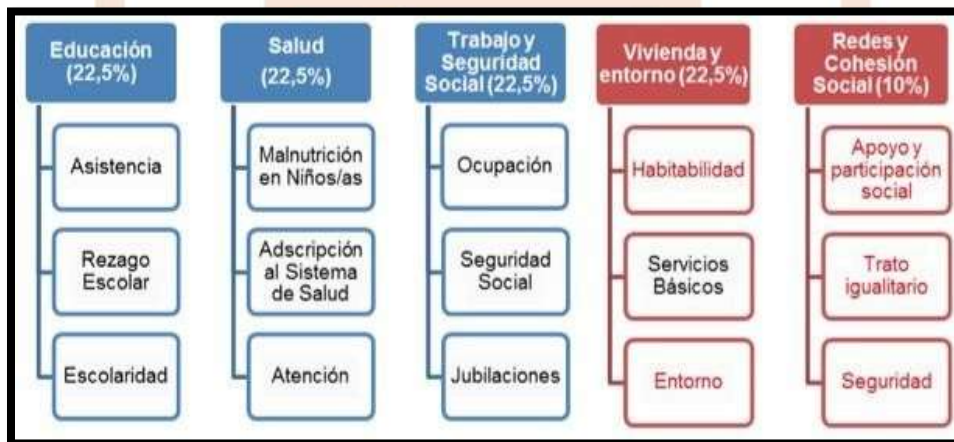 Educación
(22,5%)
Asistencia
Rezago
Escolar
Escolaridad
Salud
(22,5%)
Malnutrición
en Niños/as
Adscripción
al Sistema
de Salud
Atención
Trabajo y
Seguridad
Social (22,5%)
Ocupación
Seguridad
Social
Jubilaciones
Vivienda y
entorno (22,5%)
Habitabilidad
Servicios
Básicos
Entorno
Redes y
Cohesión
Social (10%)
Apoyo y
participación
social
Trato
igualitario
Seguridad